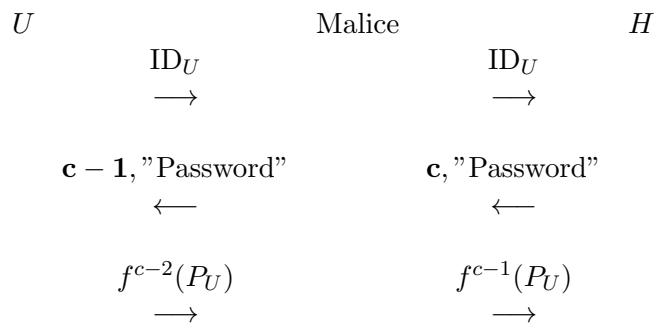 U Malice H
ID_U ID_U
⟶ ⟶
c − 1, ”Password” c, ”Password”
⟵ ⟵
f^{c−2}(P_U) f^{c−1}(P_U)
⟶ ⟶